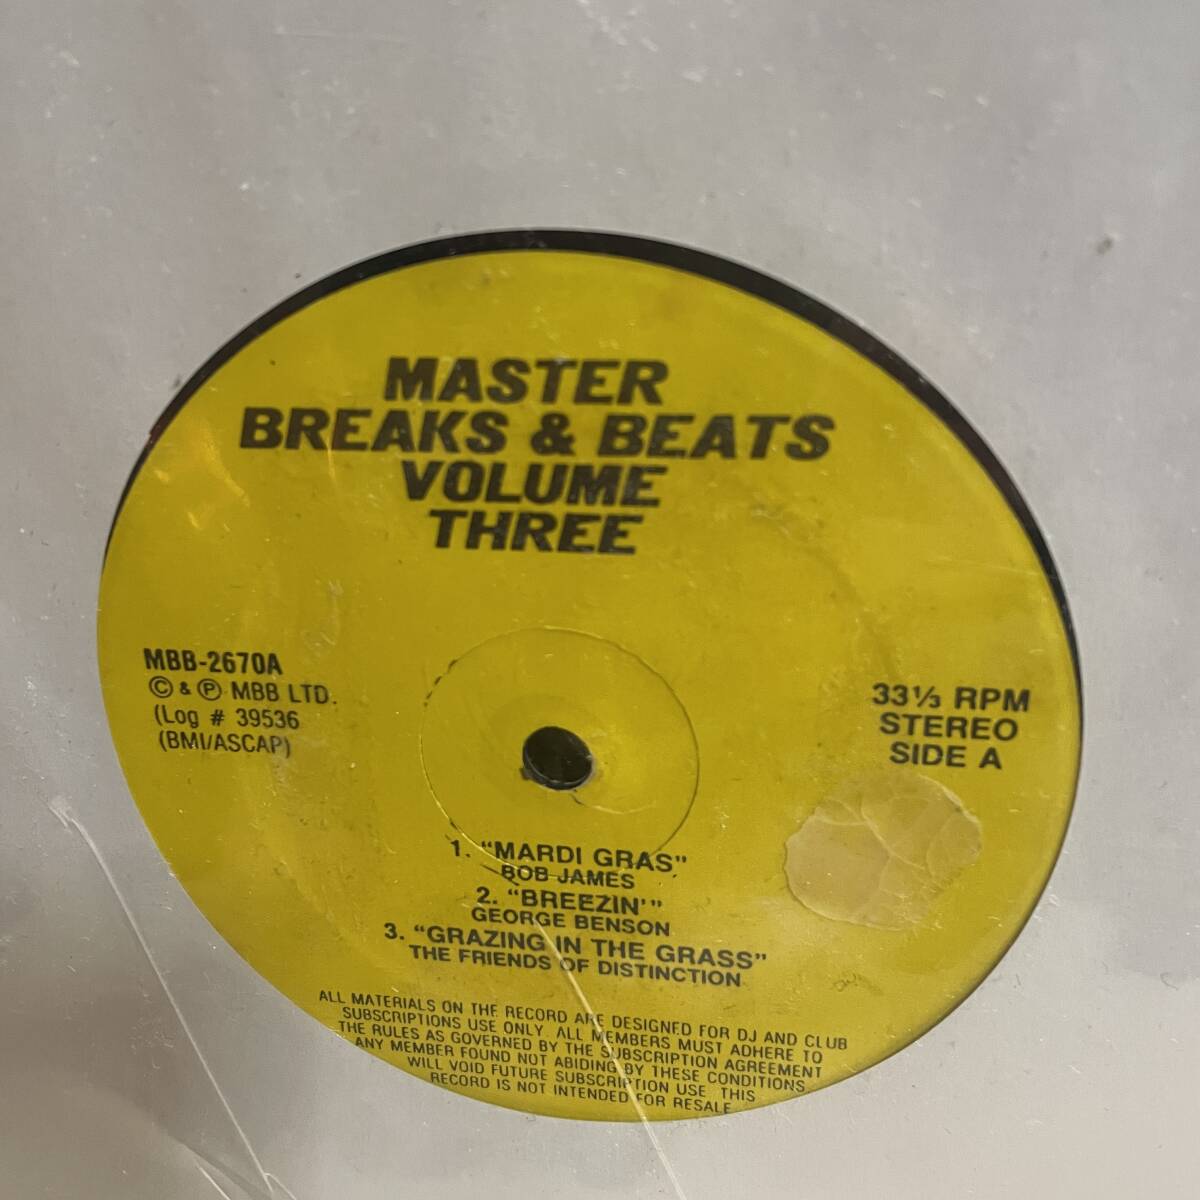 MASTER
BREAKS & BEATS
VOLUME
THREE
MBB-2670A
© & ℗ MBB LTD.
(Log # 39536
(BMI/ASCAP)
33⅓ RPM
STEREO
SIDE A
1. "MARDI GRAS"
BOB JAMES
2. "BREEZIN'"
GEORGE BENSON
3. "GRAZING IN THE GRASS"
THE FRIENDS OF DISTINCTION
ALL MATERIALS ON THE RECORD ARE DESIGNED FOR DJ AND CLUB
SUBSCRIPTIONS USE ONLY. ALL MEMBERS MUST ADHERE TO
THE RULES AS GOVERNED BY THE SUBSCRIPTION AGREEMENT
ANY MEMBER FOUND NOT ABIDING BY THESE CONDITIONS
WILL VOID FUTURE SUBSCRIPTION USE. THIS
RECORD IS NOT INTENDED FOR RESALE